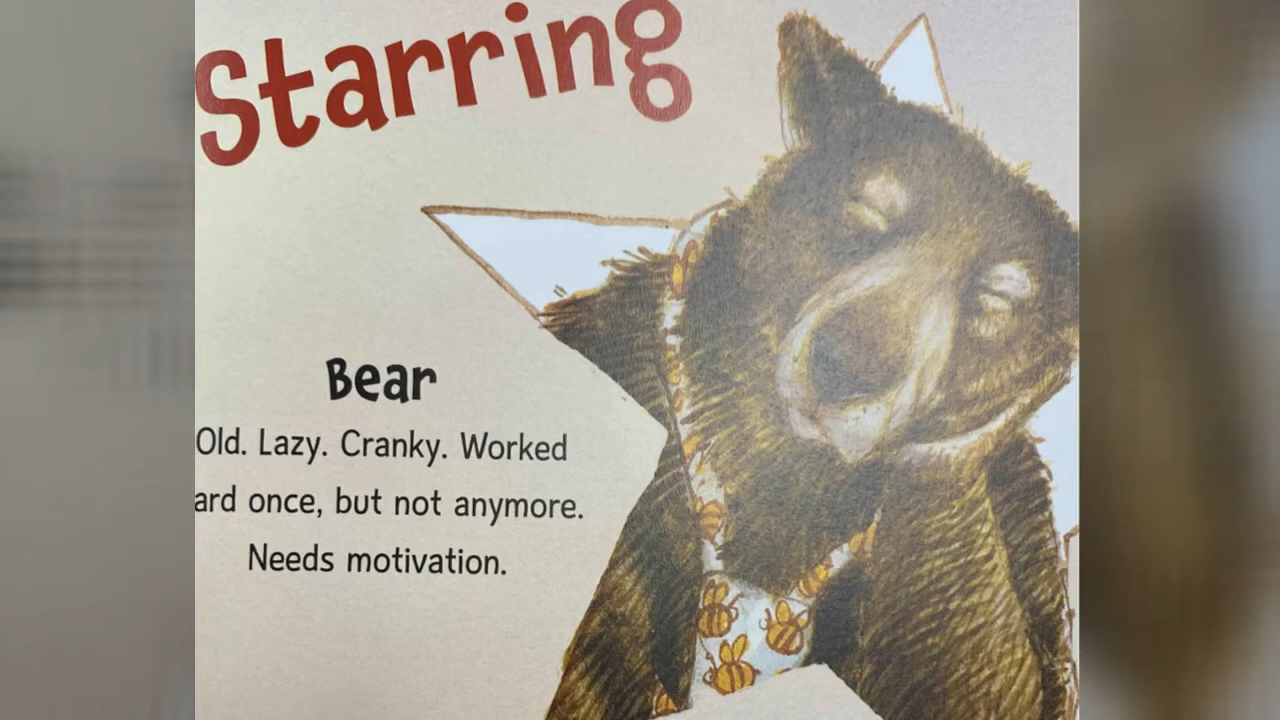 Starring
Bear
Old. Lazy. Cranky. Worked
ard once, but not anymore.
Needs motivation.